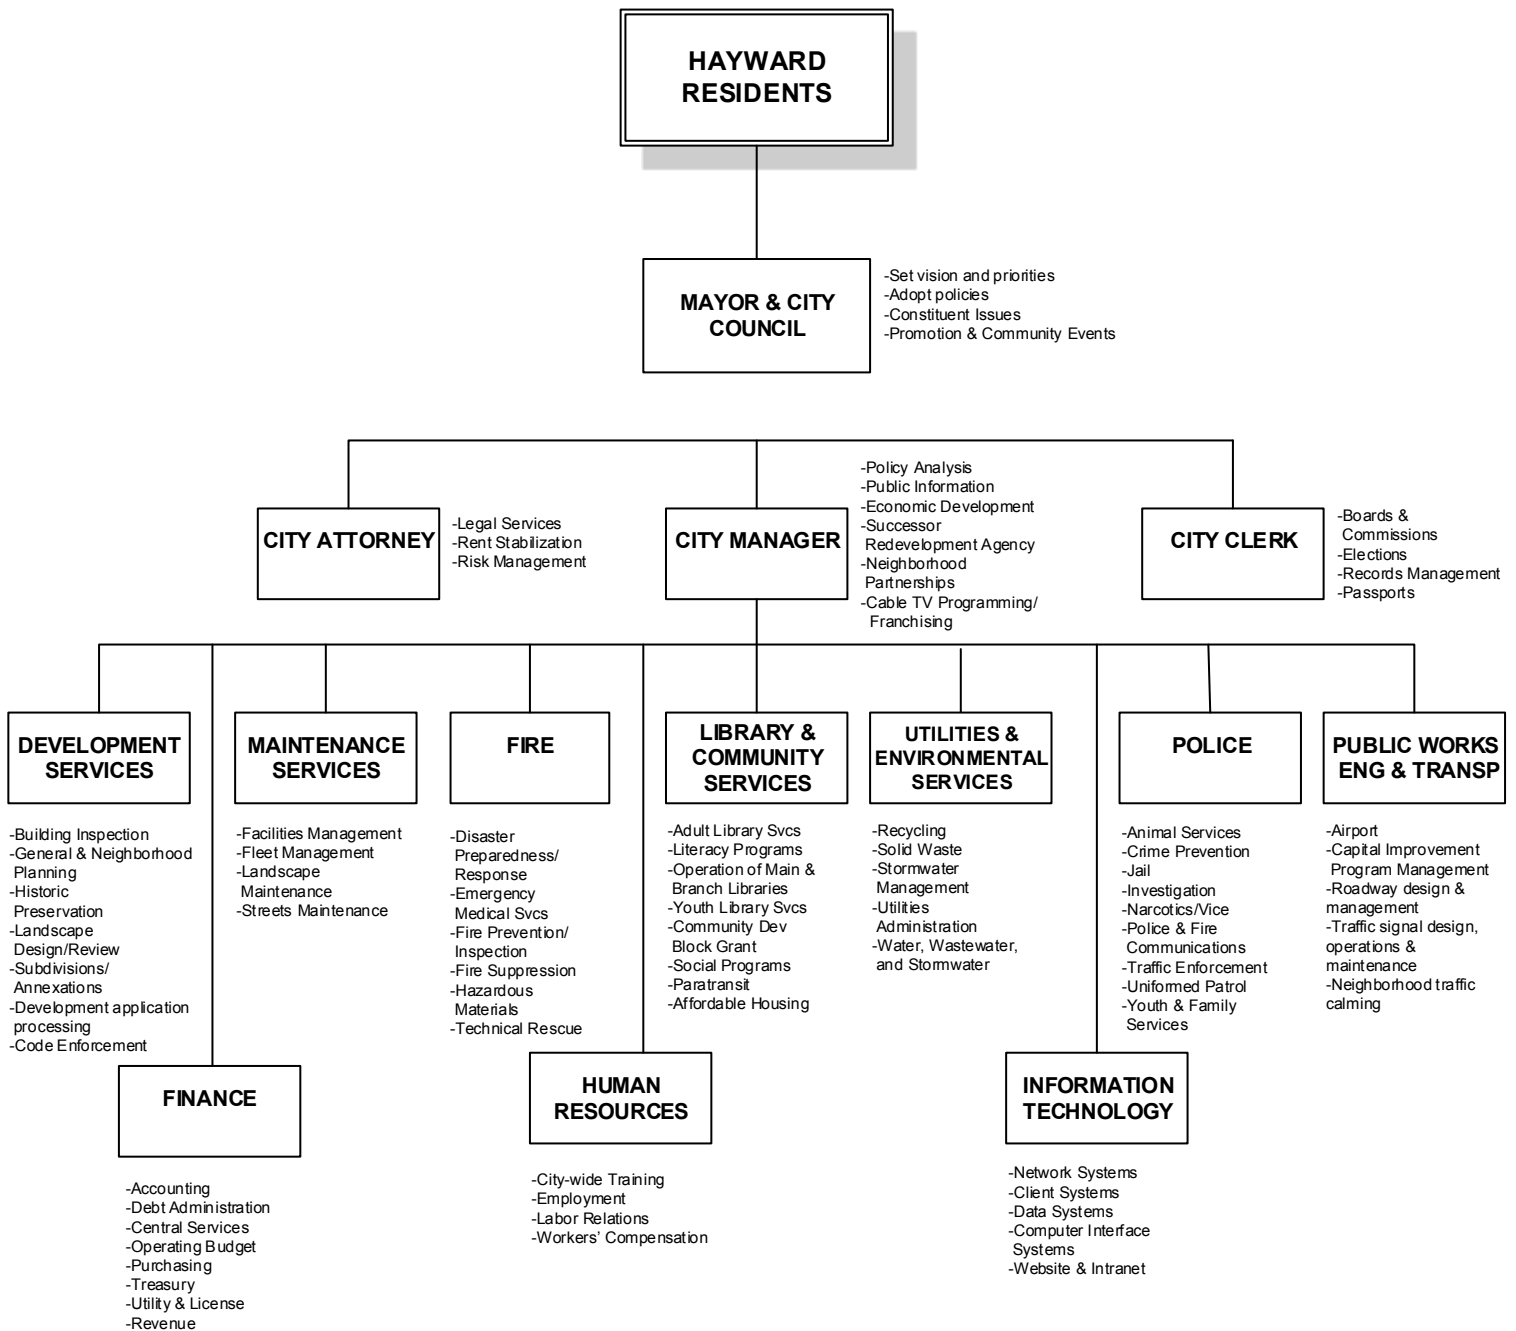 HAYWARD
RESIDENTS
MAYOR & CITY
COUNCIL
-Set vision and priorities
-Adopt policies
-Constituent Issues
-Promotion & Community Events
CITY ATTORNEY
-Legal Services
-Rent Stabilization
-Risk Management
CITY MANAGER
-Policy Analysis
-Public Information
-Economic Development
-Successor
Redevelopment Agency
-Neighborhood
Partnerships
-Cable TV Programming/
Franchising
CITY CLERK
-Boards &
Commissions
-Elections
-Records Management
-Passports
DEVELOPMENT
SERVICES
-Building Inspection
-General & Neighborhood
Planning
-Historic
Preservation
-Landscape
Design/Review
-Subdivisions/
Annexations
-Development application
processing
-Code Enforcement
MAINTENANCE
SERVICES
-Facilities Management
-Fleet Management
-Landscape
Maintenance
-Streets Maintenance
FIRE
-Disaster
Preparedness/
Response
-Emergency
Medical Svcs
-Fire Prevention/
Inspection
-Fire Suppression
-Hazardous
Materials
-Technical Rescue
LIBRARY &
COMMUNITY
SERVICES
-Adult Library Svcs
-Literacy Programs
-Operation of Main &
Branch Libraries
-Youth Library Svcs
-Community Dev
Block Grant
-Social Programs
-Paratransit
-Affordable Housing
UTILITIES &
ENVIRONMENTAL
SERVICES
-Recycling
-Solid Waste
-Stormwater
Management
-Utilities
Administration
-Water, Wastewater,
and Stormwater
POLICE
-Animal Services
-Crime Prevention
-Jail
-Investigation
-Narcotics/Vice
-Police & Fire
Communications
-Traffic Enforcement
-Uniformed Patrol
-Youth & Family
Services
PUBLIC WORKS
ENG & TRANSP
-Airport
-Capital Improvement
Program Management
-Roadway design &
management
-Traffic signal design,
operations &
maintenance
-Neighborhood traffic
calming
FINANCE
-Accounting
-Debt Administration
-Central Services
-Operating Budget
-Purchasing
-Treasury
-Utility & License
-Revenue
HUMAN
RESOURCES
-City-wide Training
-Employment
-Labor Relations
-Workers’ Compensation
INFORMATION
TECHNOLOGY
-Network Systems
-Client Systems
-Data Systems
-Computer Interface
Systems
-Website & Intranet